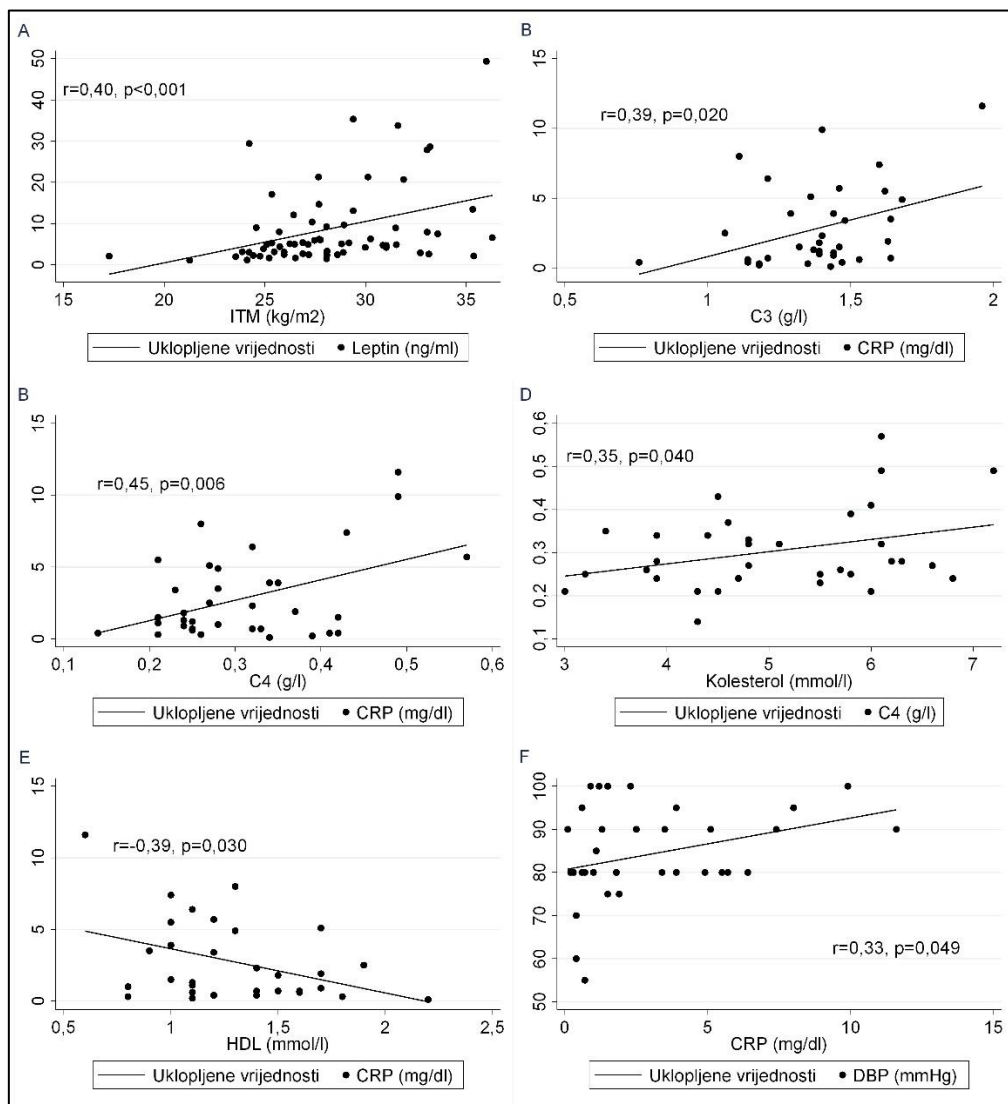 A
50
40
30
20
10
0
r=0,40, p<0,001
15 20 25 30 35
ITM (kg/m2)
Uklopljene vrijednosti Leptin (ng/ml)
B
15
10
5
0
r=0,39, p=0,020
0,5 1 1,5 2
C3 (g/l)
Uklopljene vrijednosti CRP (mg/dl)
B
15
10
5
0
r=0,45, p=0,006
0,1 0,2 0,3 0,4 0,5 0,6
C4 (g/l)
Uklopljene vrijednosti CRP (mg/dl)
D
0,6
0,5
0,4
0,3
0,2
0,1
r=0,35, p=0,040
3 4 5 6 7
Kolesterol (mmol/l)
Uklopljene vrijednosti C4 (g/l)
E
15
10
5
0
r=-0,39, p=0,030
0,5 1 1,5 2 2,5
HDL (mmol/l)
Uklopljene vrijednosti CRP (mg/dl)
F
100
90
80
70
60
50
r=0,33, p=0,049
0 5 10 15
CRP (mg/dl)
Uklopljene vrijednosti DBP (mmHg)